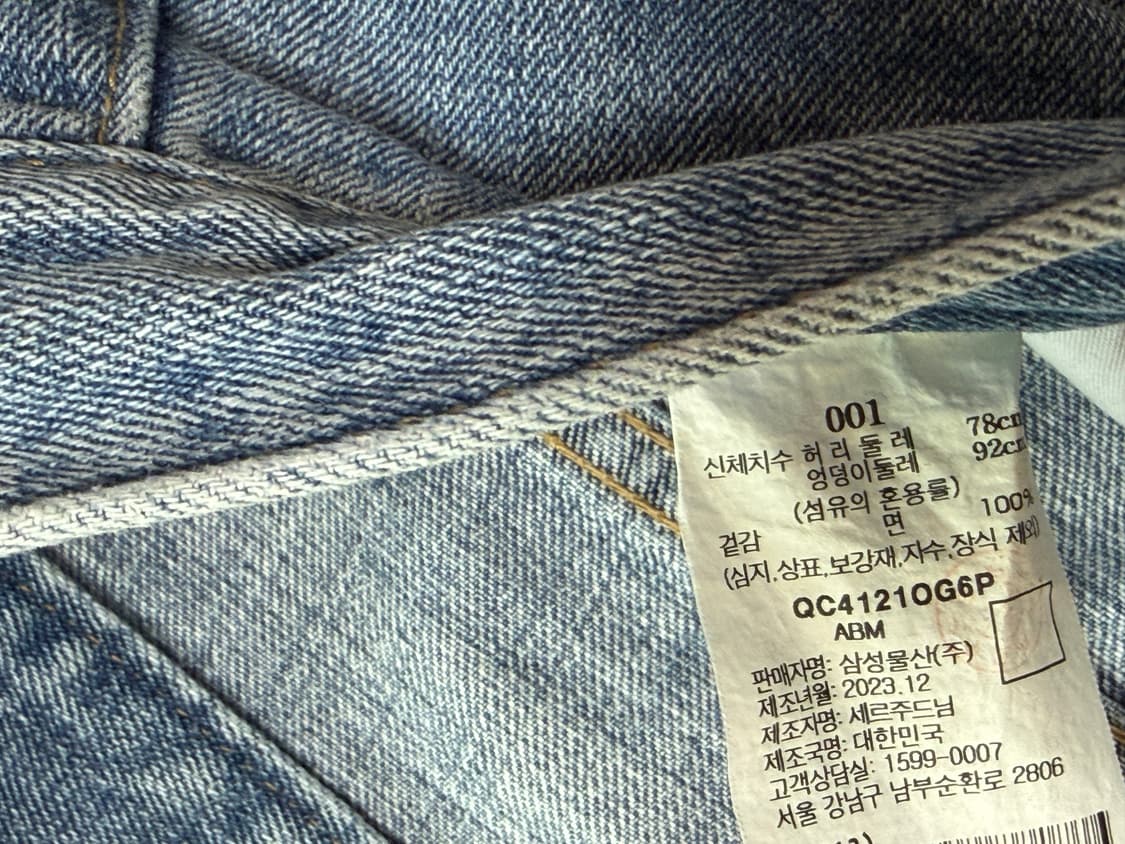 001
신체치수 허 리 둘 레 78cm
엉덩이둘레 92cm
(섬유의 혼용률)
겉감 면 100%
(심지,상표,보강재,자수,장식 제외)
QC4121OG6P
ABM
판매자명: 삼성물산(주)
제조년월: 2023.12
제조자명: 세르주드님
제조국명: 대한민국
고객상담실: 1599-0007
서울 강남구 남부순환로 2806